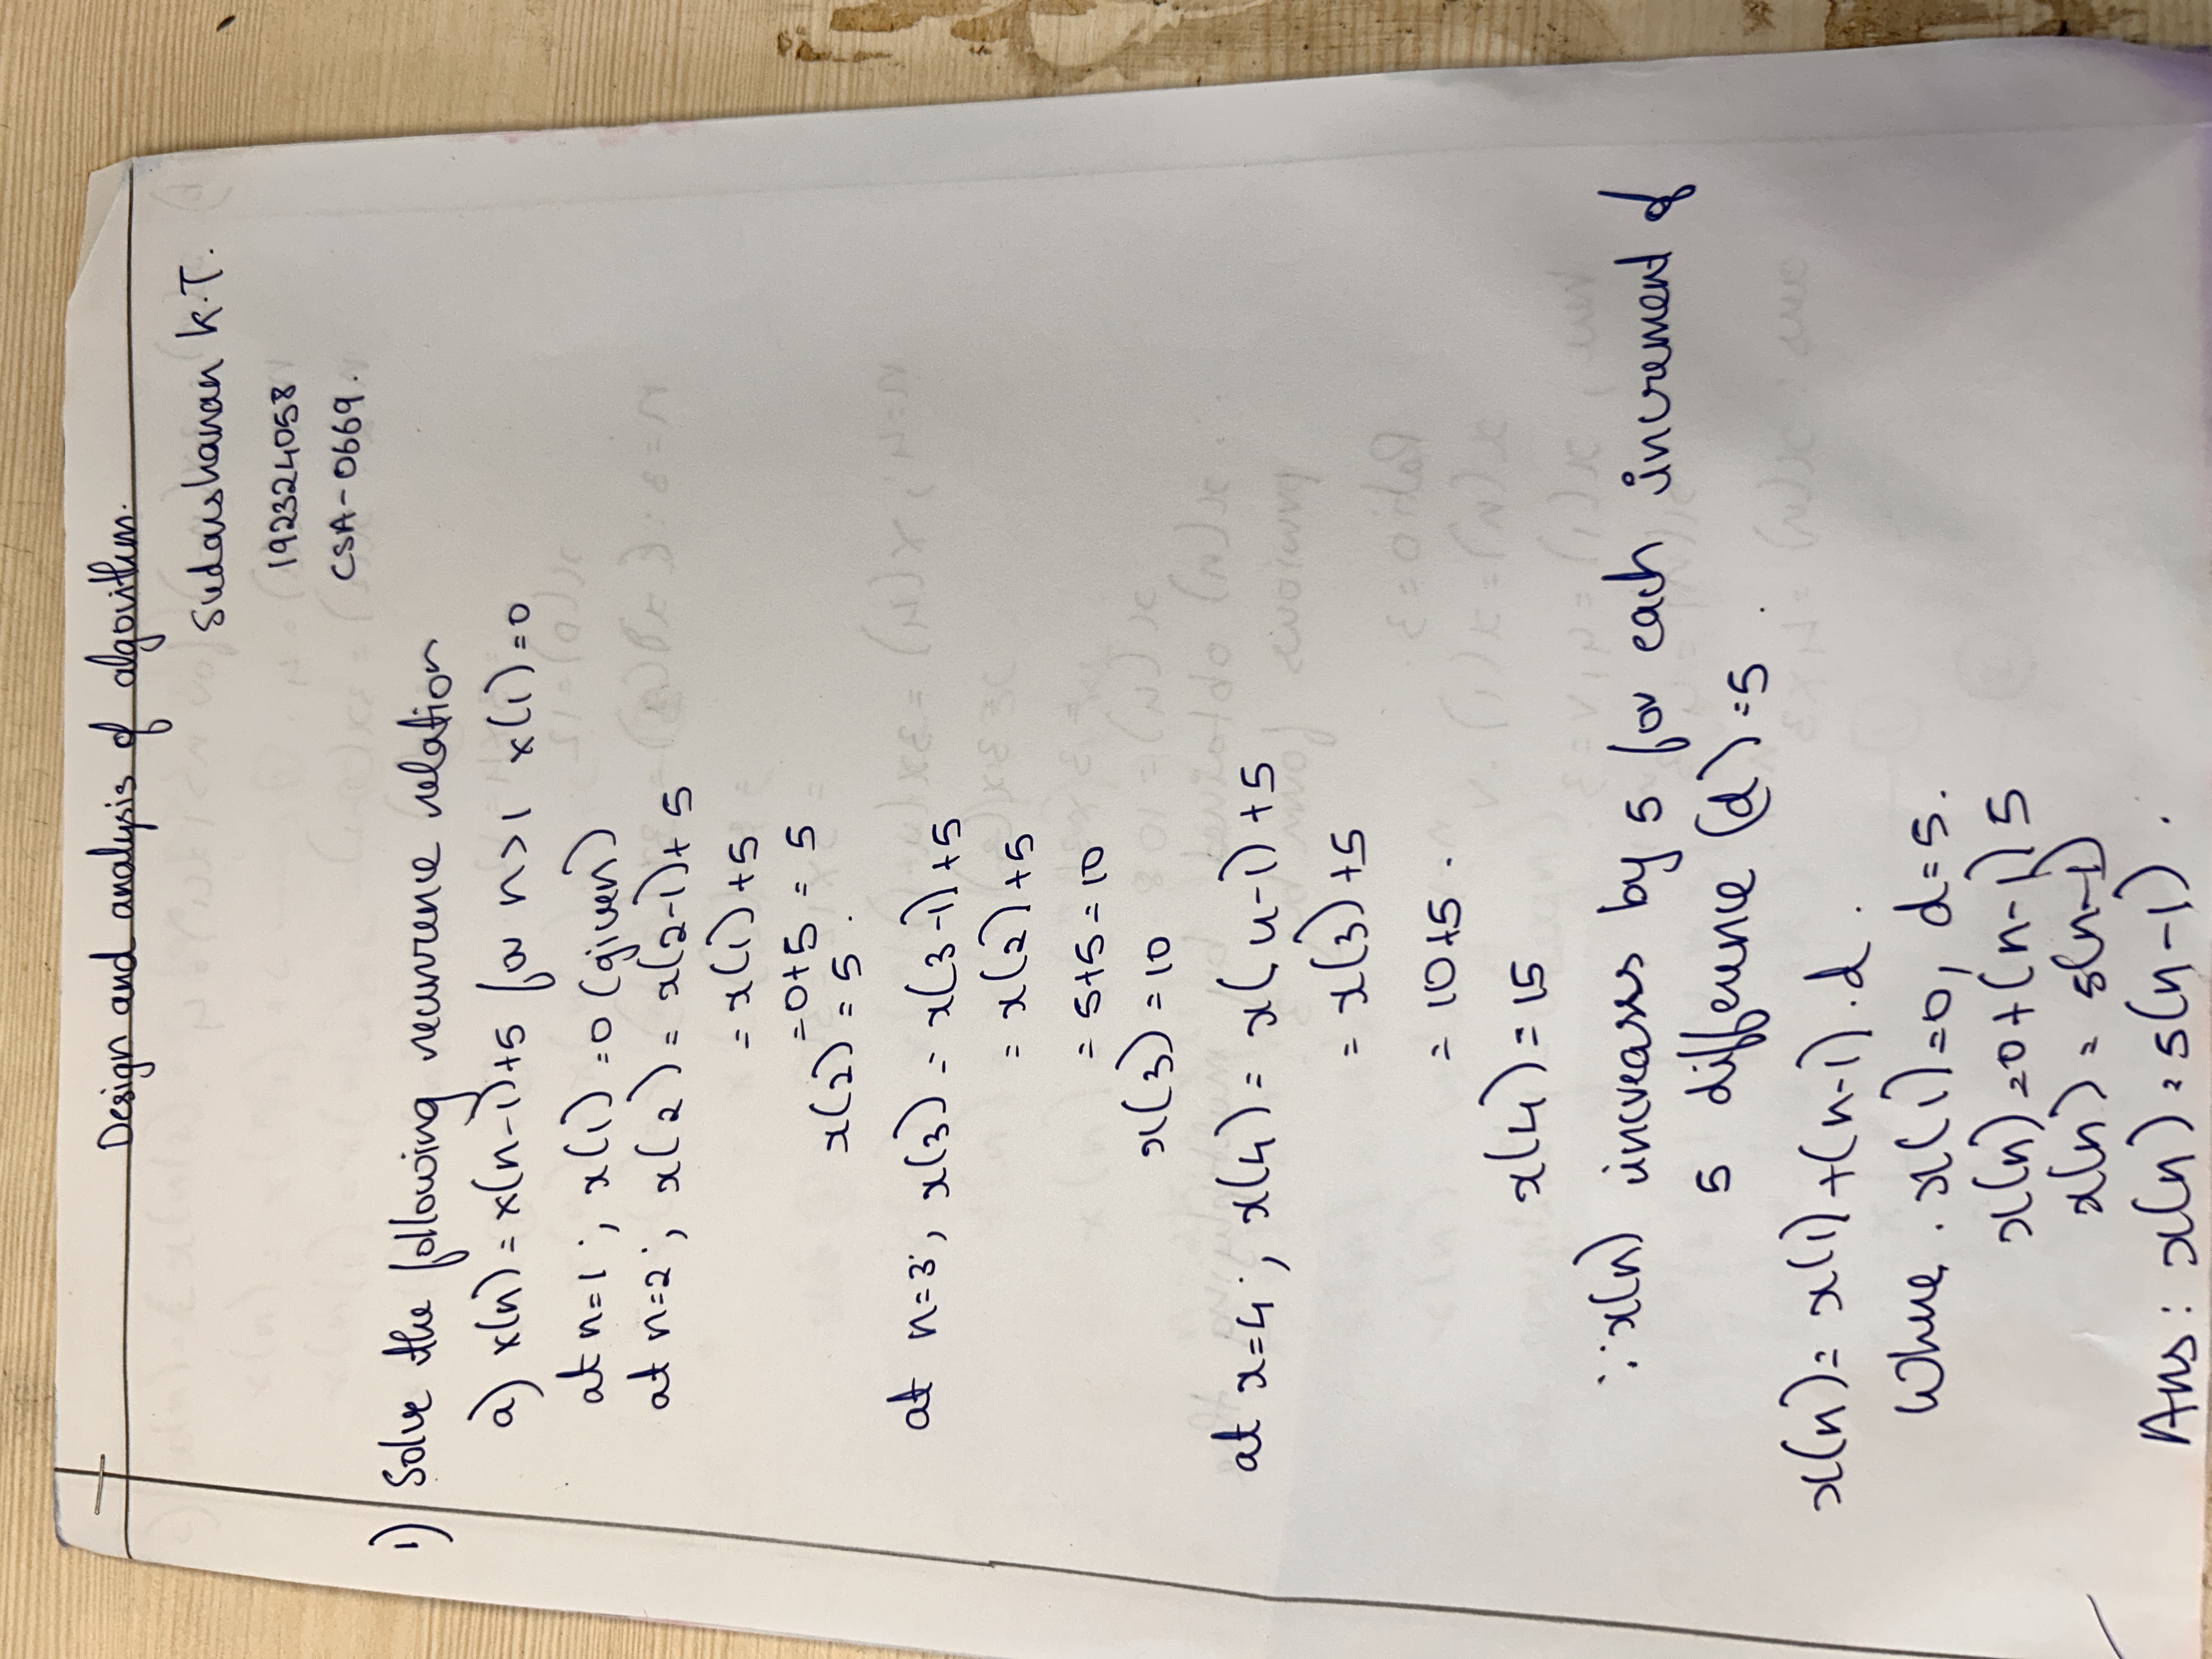 Design and analysis of algorithm.
Sudarshanan K.T.
192324058
CSA-0669.
1) Solve the following recurrence relation
a) x(n) = x(n-1)+5 for n>1 x(1)=0
at n=1; x(1)=0 (given)
at n=2; x(2) = x(2-1)+5
= x(1)+5
=0+5 = 5
x(2) = 5.
at n=3; x(3) = x(3-1)+5
= x(2)+5
= 5+5=10
x(3) =10
at x=4; x(4) = x(4-1)+5
= x(3)+5
= 10+5.
x(4) = 15
∵x(n) increases by 5 for each increment of
5 difference (d)=5.
x(n)= x(1)+(n-1).d.
Where. x(1)=0, d=5.
x(n)=0+(n-1)5
x(n) = 5(n-1)
Ans: x(n)=5(n-1).